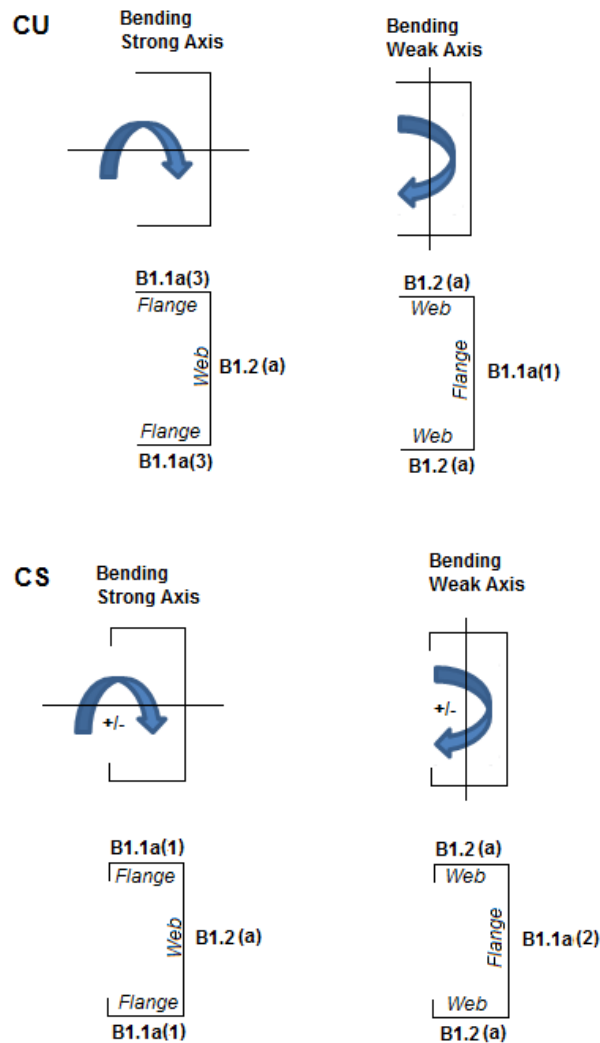 CU
Bending
Strong Axis
Bending
Weak Axis
B1.1a(3)
Flange
Web
B1.2 (a)
Flange
B1.1a(3)
B1.2 (a)
Web
Flange
B1.1a(1)
Web
B1.2 (a)
CS
Bending
Strong Axis
Bending
Weak Axis
+/-
+/-
B1.1a(1)
Flange
Web
B1.2 (a)
Flange
B1.1a(1)
B1.2 (a)
Web
Flange
B1.1a (2)
Web
B1.2 (a)